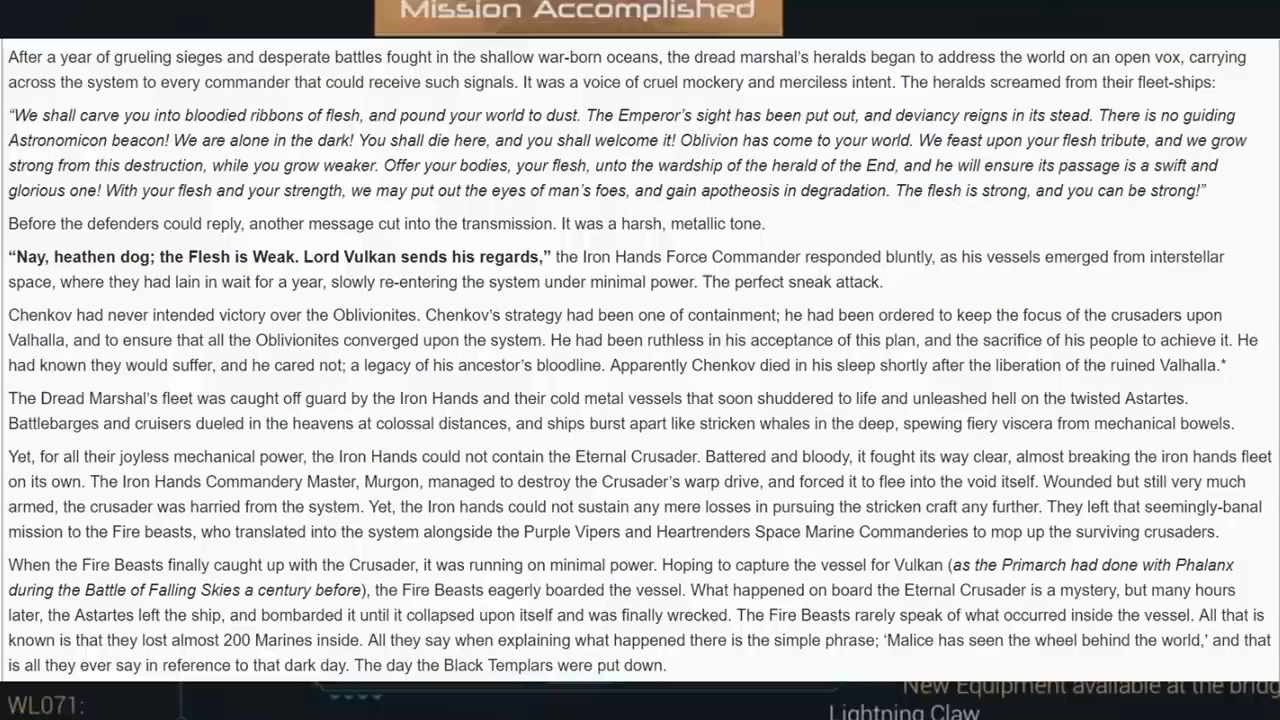 Mission Accomplished
After a year of grueling sieges and desperate battles fought in the shallow war-born oceans, the dread marshal's heralds began to address the world on an open vox, carrying
across the system to every commander that could receive such signals. It was a voice of cruel mockery and merciless intent. The heralds screamed from their fleet-ships:
“We shall carve you into bloodied ribbons of flesh, and pound your world to dust. The Emperor's sight has been put out, and deviancy reigns in its stead. There is no guiding
Astronomicon beacon! We are alone in the dark! You shall die here, and you shall welcome it! Oblivion has come to your world. We feast upon your flesh tribute, and we grow
strong from this destruction, while you grow weaker. Offer your bodies, your flesh, unto the wardship of the herald of the End, and he will ensure its passage is a swift and
glorious one! With your flesh and your strength, we may put out the eyes of man's foes, and gain apotheosis in degradation. The flesh is strong, and you can be strong!”
Before the defenders could reply, another message cut into the transmission. It was a harsh, metallic tone.
“Nay, heathen dog; the Flesh is Weak. Lord Vulkan sends his regards,” the Iron Hands Force Commander responded bluntly, as his vessels emerged from interstellar
space, where they had lain in wait for a year, slowly re-entering the system under minimal power. The perfect sneak attack.
Chenkov had never intended victory over the Oblivionites. Chenkov's strategy had been one of containment; he had been ordered to keep the focus of the crusaders upon
Valhalla, and to ensure that all the Oblivionites converged upon the system. He had been ruthless in his acceptance of this plan, and the sacrifice of his people to achieve it. He
had known they would suffer, and he cared not; a legacy of his ancestor's bloodline. Apparently Chenkov died in his sleep shortly after the liberation of the ruined Valhalla.*
The Dread Marshal's fleet was caught off guard by the Iron Hands and their cold metal vessels that soon shuddered to life and unleashed hell on the twisted Astartes.
Battlebarges and cruisers dueled in the heavens at colossal distances, and ships burst apart like stricken whales in the deep, spewing fiery viscera from mechanical bowels.
Yet, for all their joyless mechanical power, the Iron Hands could not contain the Eternal Crusader. Battered and bloody, it fought its way clear, almost breaking the iron hands fleet
on its own. The Iron Hands Commandery Master, Murgon, managed to destroy the Crusader's warp drive, and forced it to flee into the void itself. Wounded but still very much
armed, the crusader was harried from the system. Yet, the Iron hands could not sustain any mere losses in pursuing the stricken craft any further. They left that seemingly-banal
mission to the Fire beasts, who translated into the system alongside the Purple Vipers and Heartrenders Space Marine Commanderies to mop up the surviving crusaders.
When the Fire Beasts finally caught up with the Crusader, it was running on minimal power. Hoping to capture the vessel for Vulkan (as the Primarch had done with Phalanx
during the Battle of Falling Skies a century before), the Fire Beasts eagerly boarded the vessel. What happened on board the Eternal Crusader is a mystery, but many hours
later, the Astartes left the ship, and bombarded it until it collapsed upon itself and was finally wrecked. The Fire Beasts rarely speak of what occurred inside the vessel. All that is
known is that they lost almost 200 Marines inside. All they say when explaining what happened there is the simple phrase; ‘Malice has seen the wheel behind the world,’ and that
is all they ever say in reference to that dark day. The day the Black Templars were put down.
New Equipment available at the bridg
WL071:
Lightning Claw